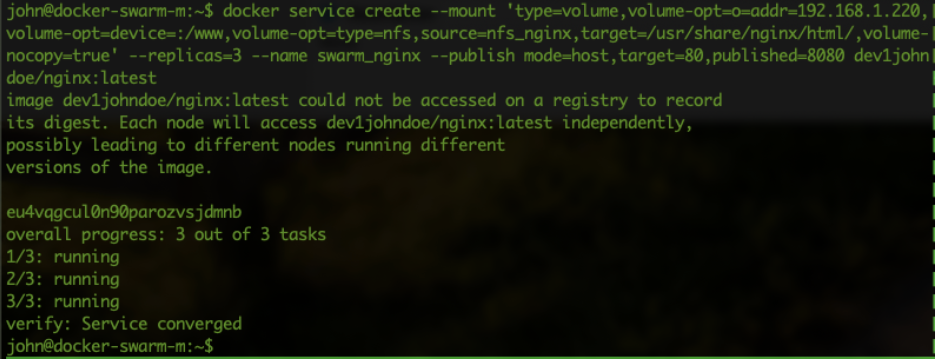 john@docker-swarm-m:~$ docker service create --mount 'type=volume,volume-opt=o=addr=192.168.1.220,
volume-opt=device=:/www,volume-opt=type=nfs,source=nfs_nginx,target=/usr/share/nginx/html/,volume-
nocopy=true' --replicas=3 --name swarm_nginx --publish mode=host,target=80,published=8080 dev1john
doe/nginx:latest
image dev1johndoe/nginx:latest could not be accessed on a registry to record
its digest. Each node will access dev1johndoe/nginx:latest independently,
possibly leading to different nodes running different
versions of the image.

eu4vqgcul0n90parozvsjdmnb
overall progress: 3 out of 3 tasks
1/3: running
2/3: running
3/3: running
verify: Service converged
john@docker-swarm-m:~$